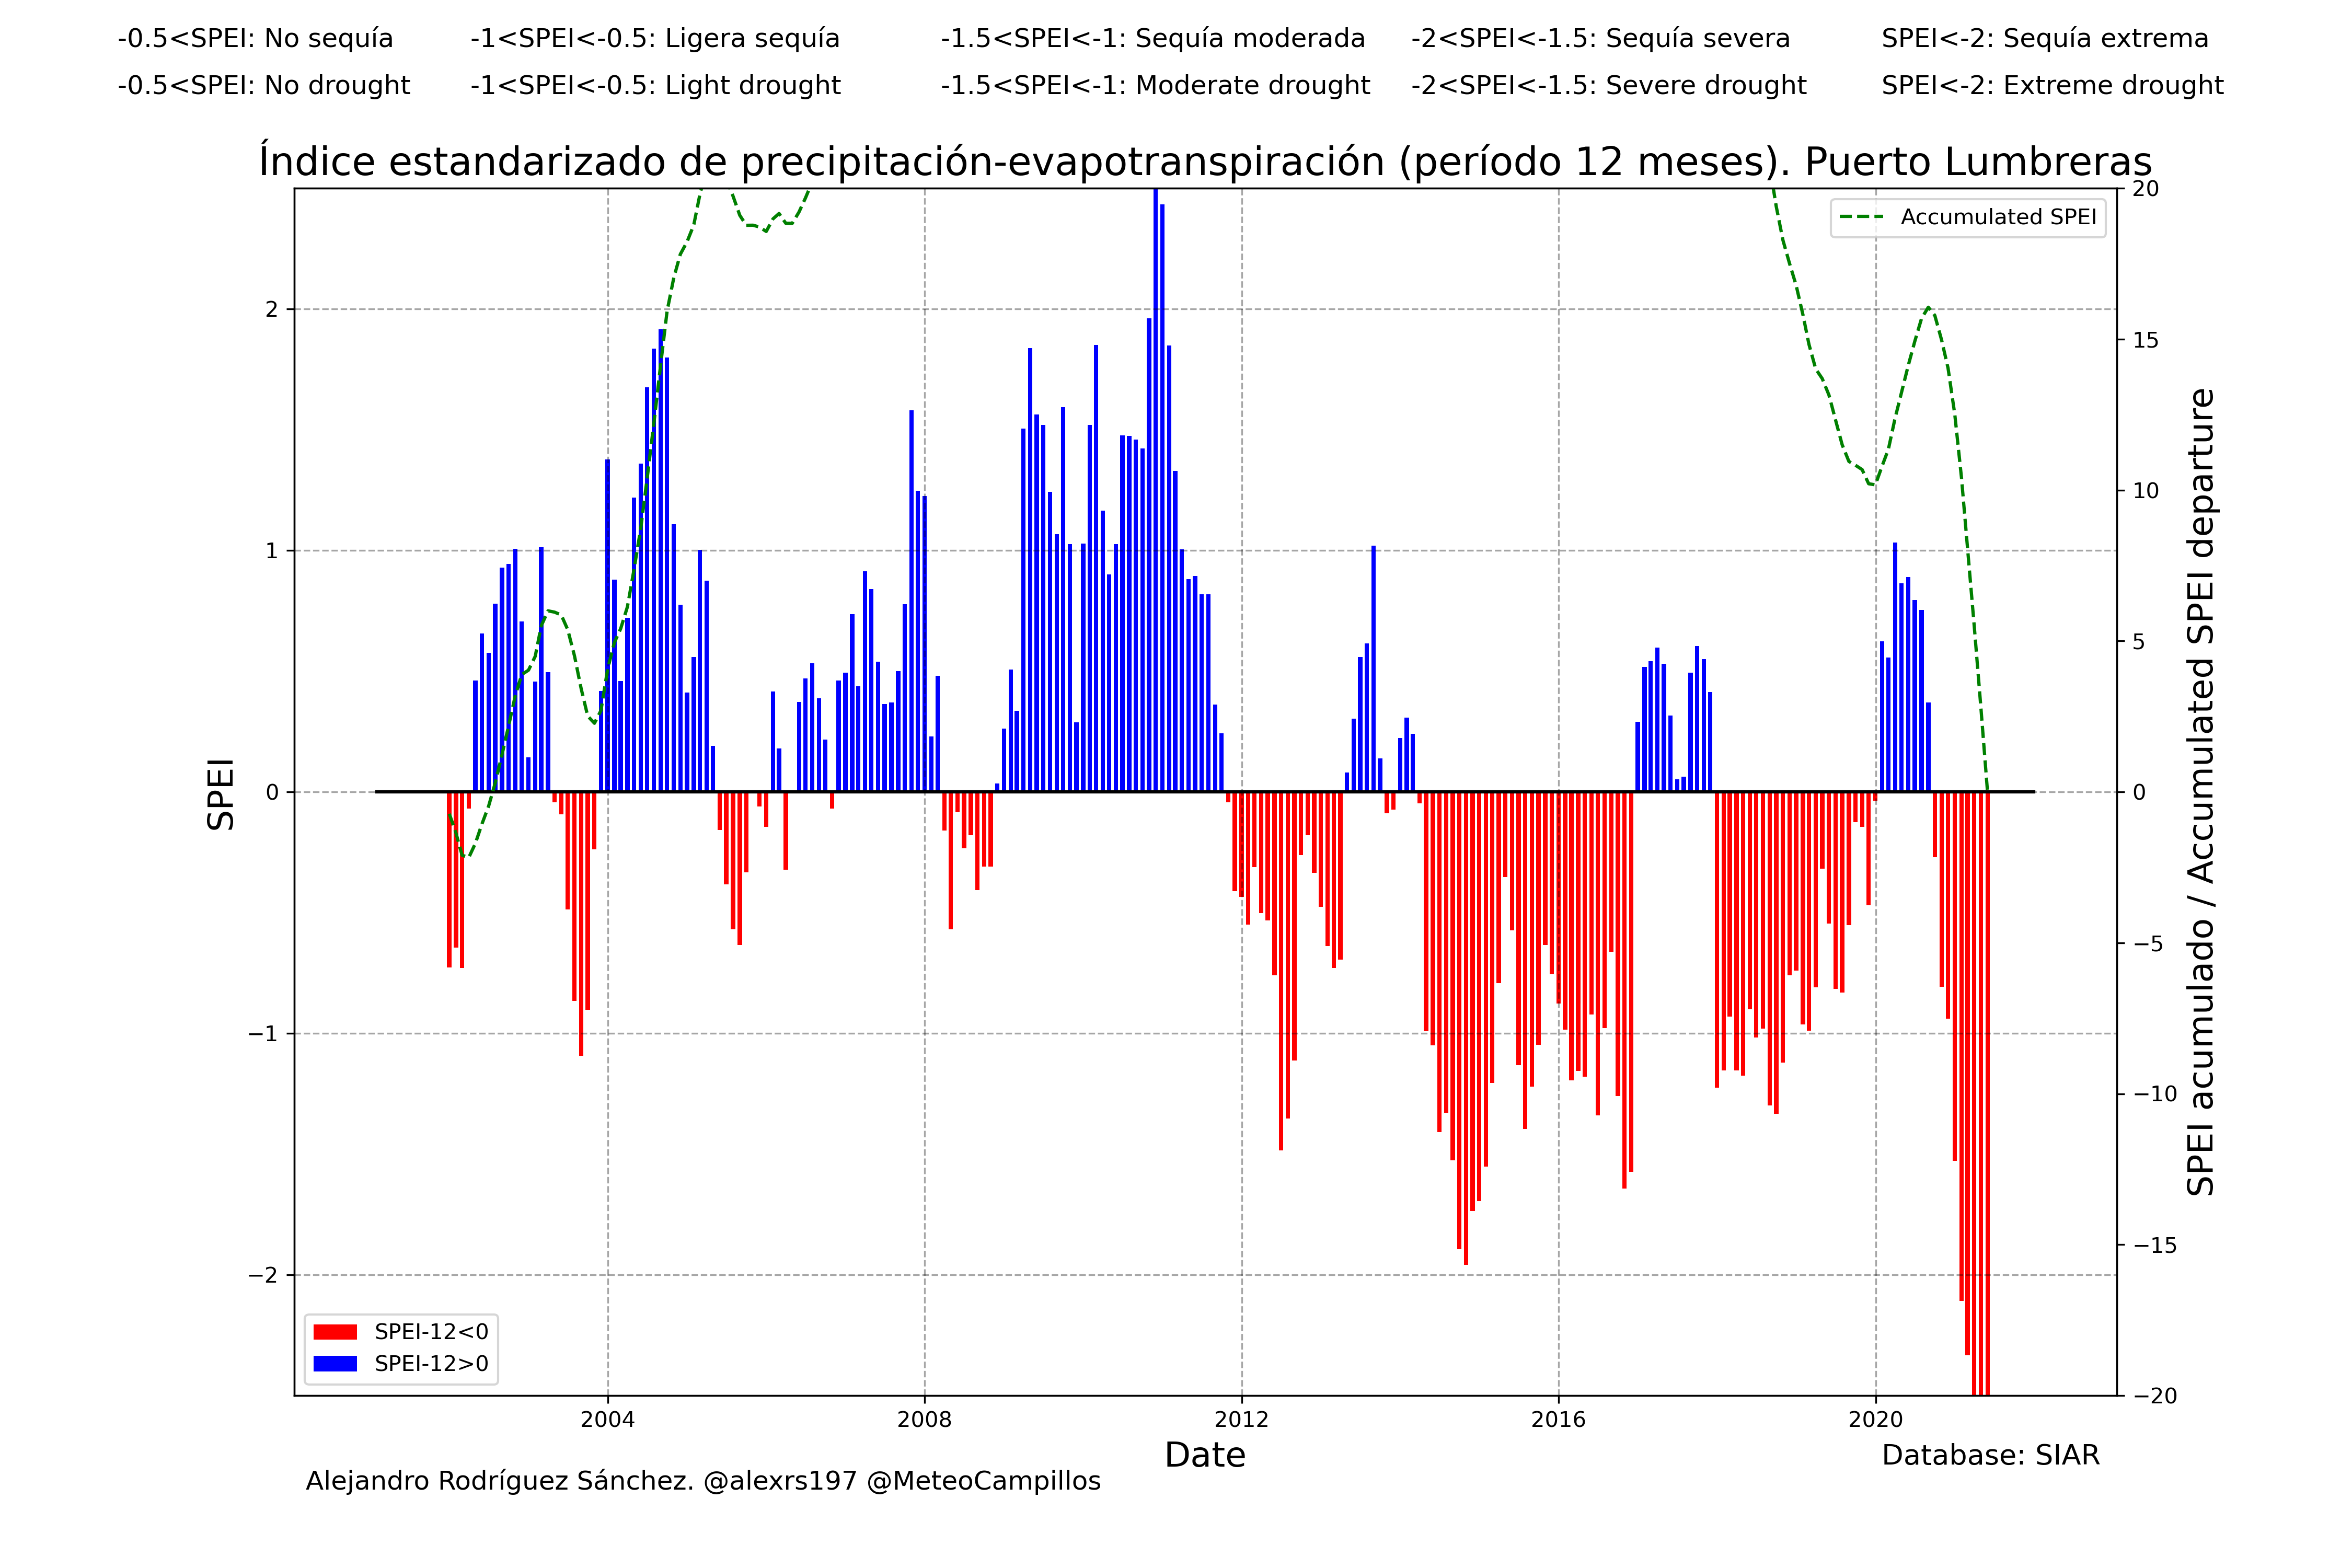 -0.5<SPEI: No sequía -1<SPEI<-0.5: Ligera sequía -1.5<SPEI<-1: Sequía moderada -2<SPEI<-1.5: Sequía severa SPEI<-2: Sequía extrema
-0.5<SPEI: No drought -1<SPEI<-0.5: Light drought -1.5<SPEI<-1: Moderate drought -2<SPEI<-1.5: Severe drought SPEI<-2: Extreme drought
Índice estandarizado de precipitación-evapotranspiración (período 12 meses). Puerto Lumbreras
Accumulated SPEI
SPEI
2
1
0
−1
−2
20
15
10
5
0
−5
−10
−15
−20
SPEI acumulado / Accumulated SPEI departure
SPEI-12<0
SPEI-12>0
2004 2008 2012 2016 2020
Date
Database: SIAR
Alejandro Rodríguez Sánchez. @alexrs197 @MeteoCampillos